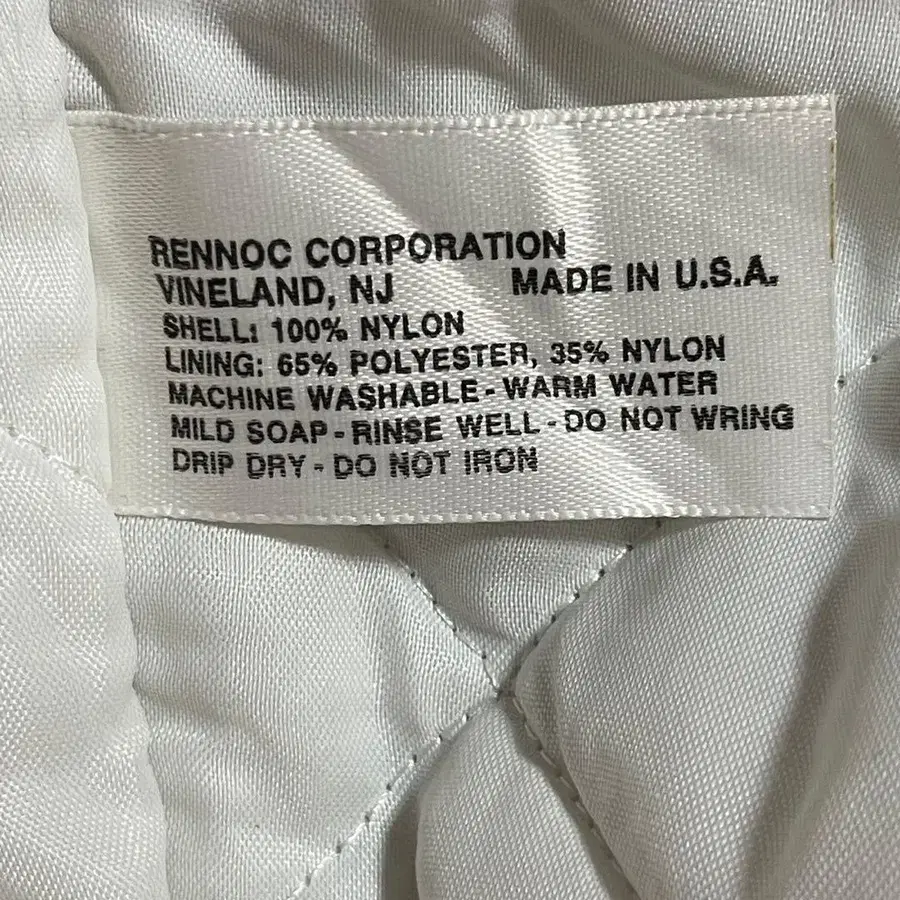 RENNOC CORPORATION
VINELAND, NJ MADE IN U.S.A.
SHELL: 100% NYLON
LINING: 65% POLYESTER, 35% NYLON
MACHINE WASHABLE - WARM WATER
MILD SOAP - RINSE WELL - DO NOT WRING
DRIP DRY - DO NOT IRON